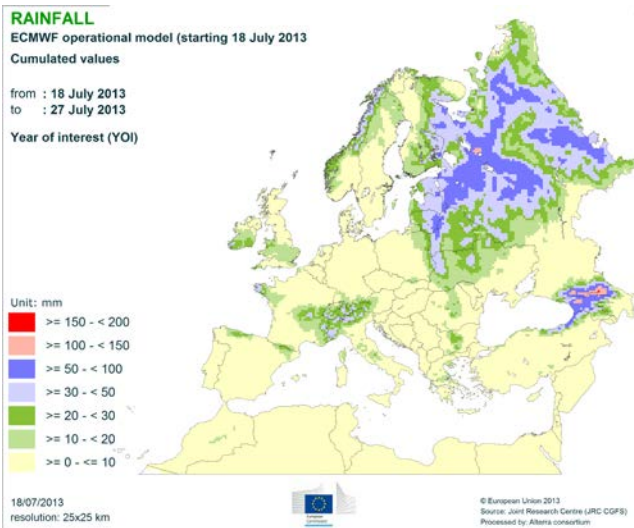 RAINFALL
ECMWF operational model (starting 18 July 2013
Cumulated values
from : 18 July 2013
to : 27 July 2013
Year of interest (YOI)
Unit: mm
>= 150 - < 200
>= 100 - < 150
>= 50 - < 100
>= 30 - < 50
>= 20 - < 30
>= 10 - < 20
>= 0 - <= 10
18/07/2013
resolution: 25x25 km
European
Commission
© European Union 2013
Source: Joint Research Centre (JRC CGFS)
Processed by: Alterra consortium